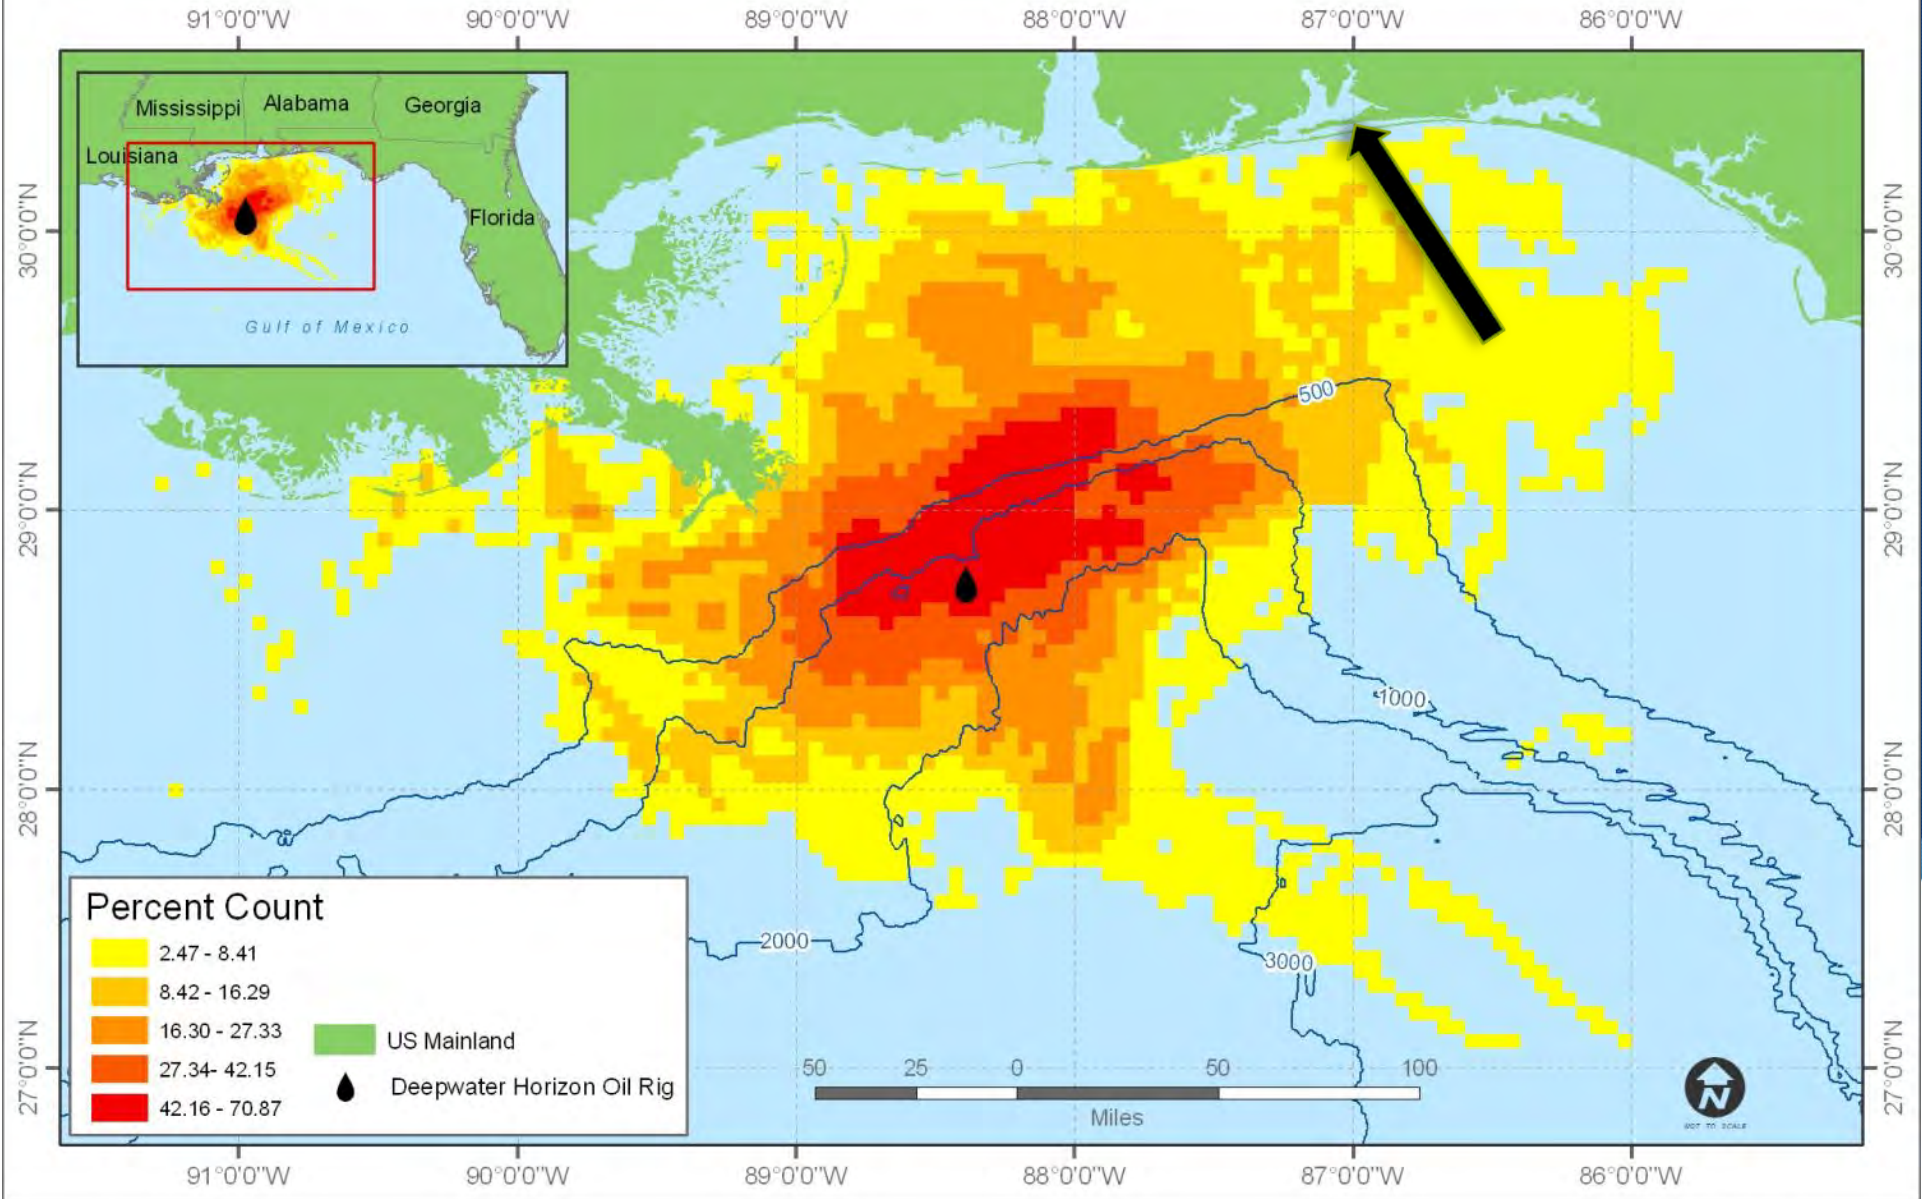 91°0'0"W 90°0'0"W 89°0'0"W 88°0'0"W 87°0'0"W 86°0'0"W
Mississippi Alabama Georgia
Louisiana
Florida
Gulf of Mexico
30°0'0"N 30°0'0"N
500
29°0'0"N 29°0'0"N
1000
28°0'0"N 28°0'0"N
2000
3000
Percent Count
2.47 - 8.41
8.42 - 16.29
16.30 - 27.33
27.34- 42.15
42.16 - 70.87
US Mainland
Deepwater Horizon Oil Rig
50 25 0 50 100
Miles
27°0'0"N 27°0'0"N
N
NOT TO SCALE
91°0'0"W 90°0'0"W 89°0'0"W 88°0'0"W 87°0'0"W 86°0'0"W